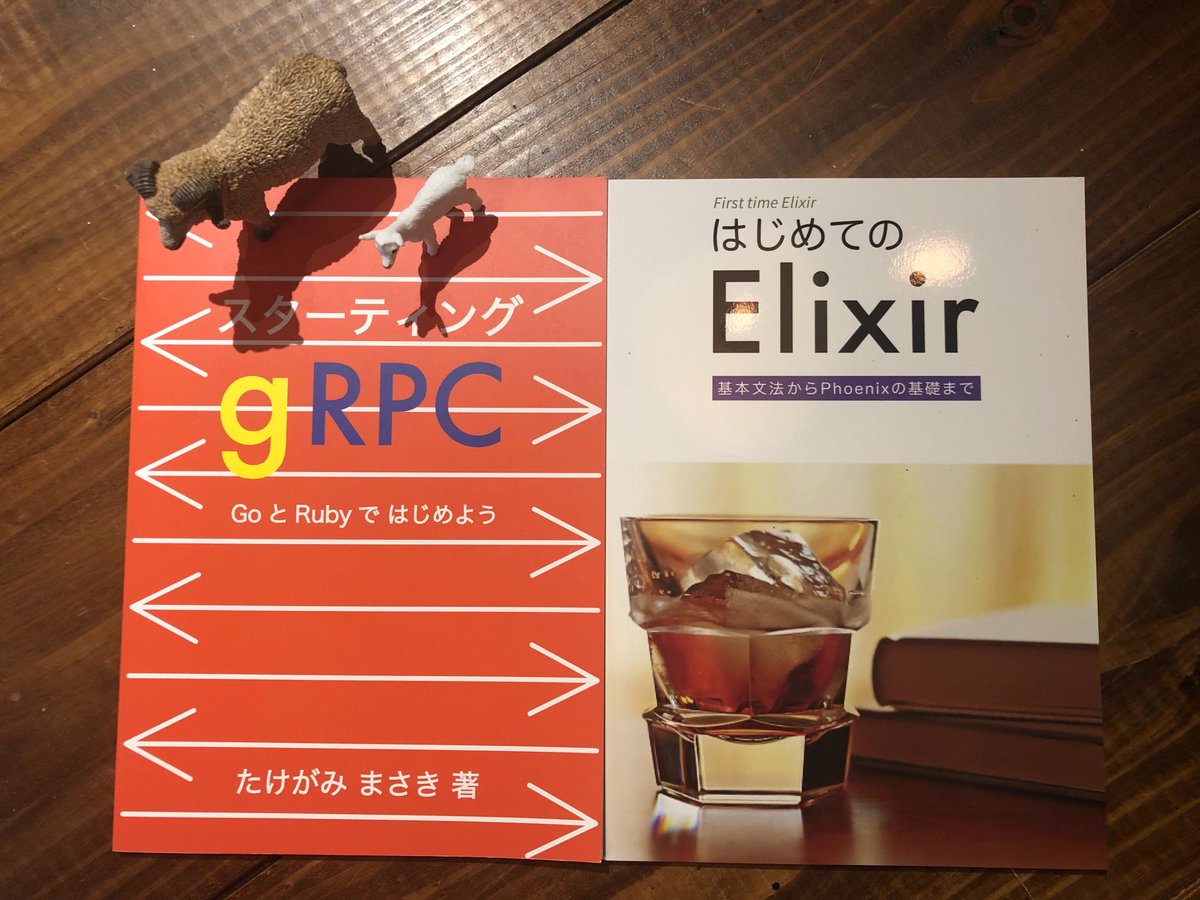 スターティング
gRPC
Go と Ruby で はじめよう
たけがみ まさき 著
First time Elixir
はじめての
Elixir
基本文法からPhoenixの基礎まで